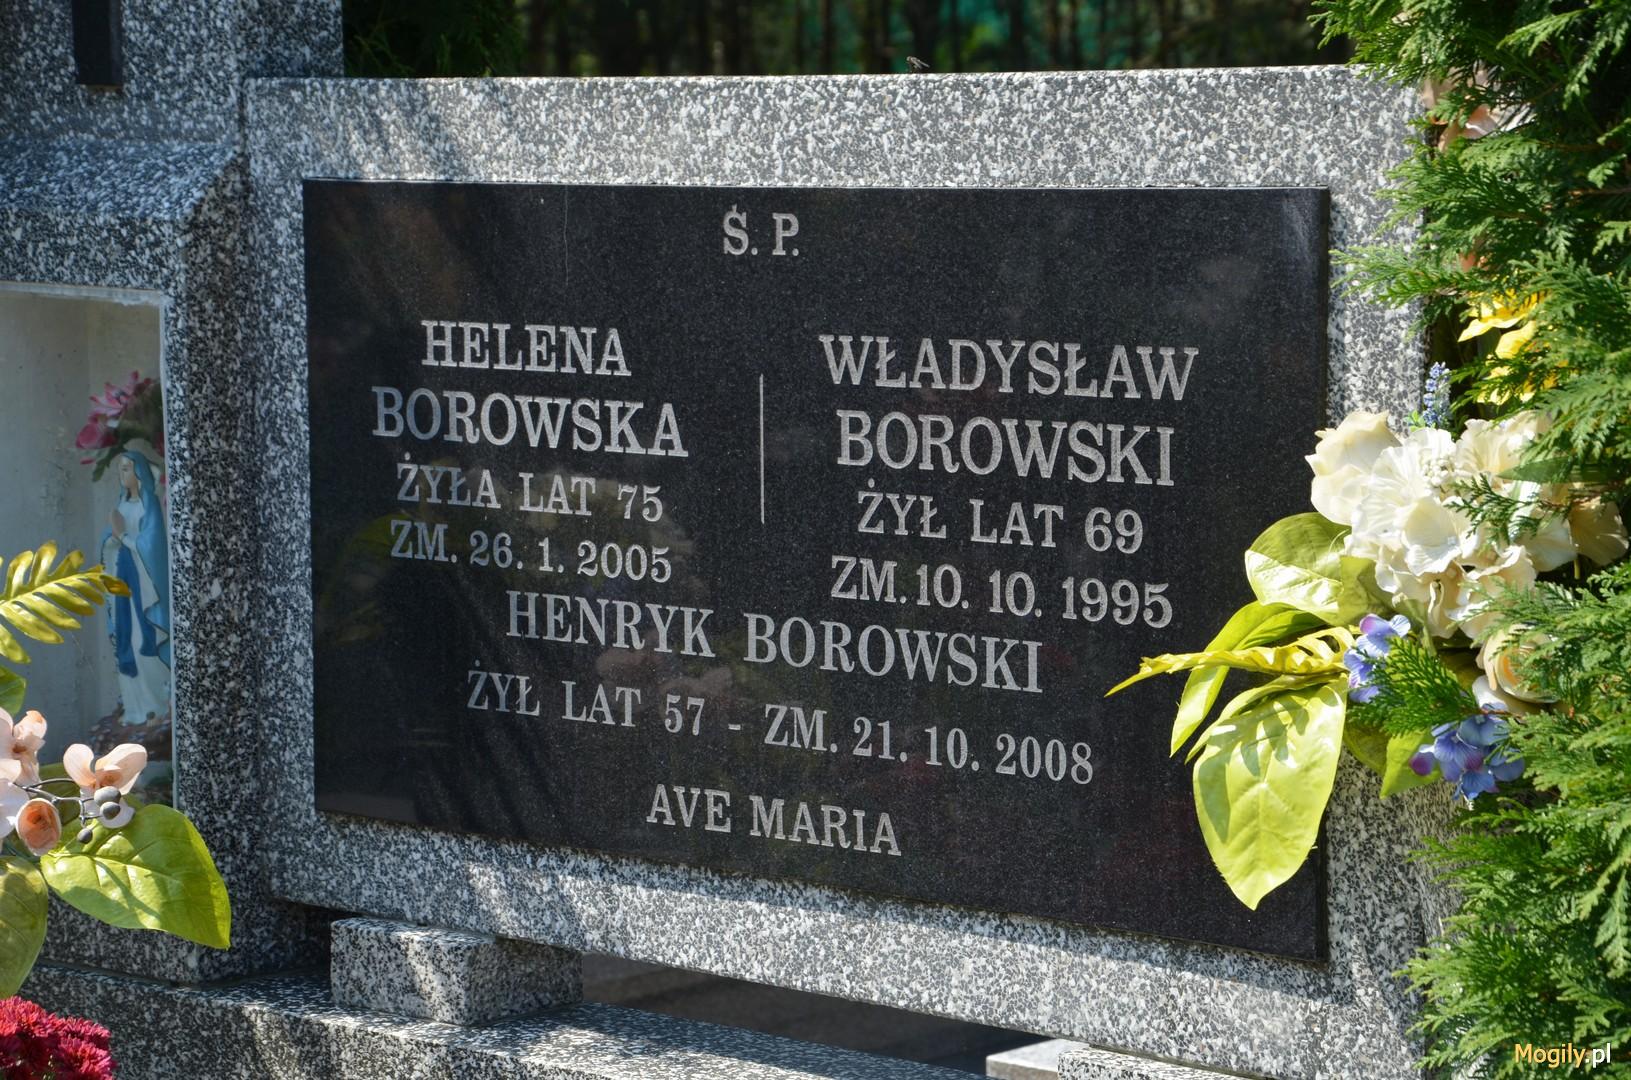 Ś. P.
HELENA
BOROWSKA
ŻYŁA LAT 75
ZM. 26. 1. 2005
WŁADYSŁAW
BOROWSKI
ŻYŁ LAT 69
ZM. 10. 10. 1995
HENRYK BOROWSKI
ŻYŁ LAT 57 - ZM. 21. 10. 2008
AVE MARIA
Mogily.pl